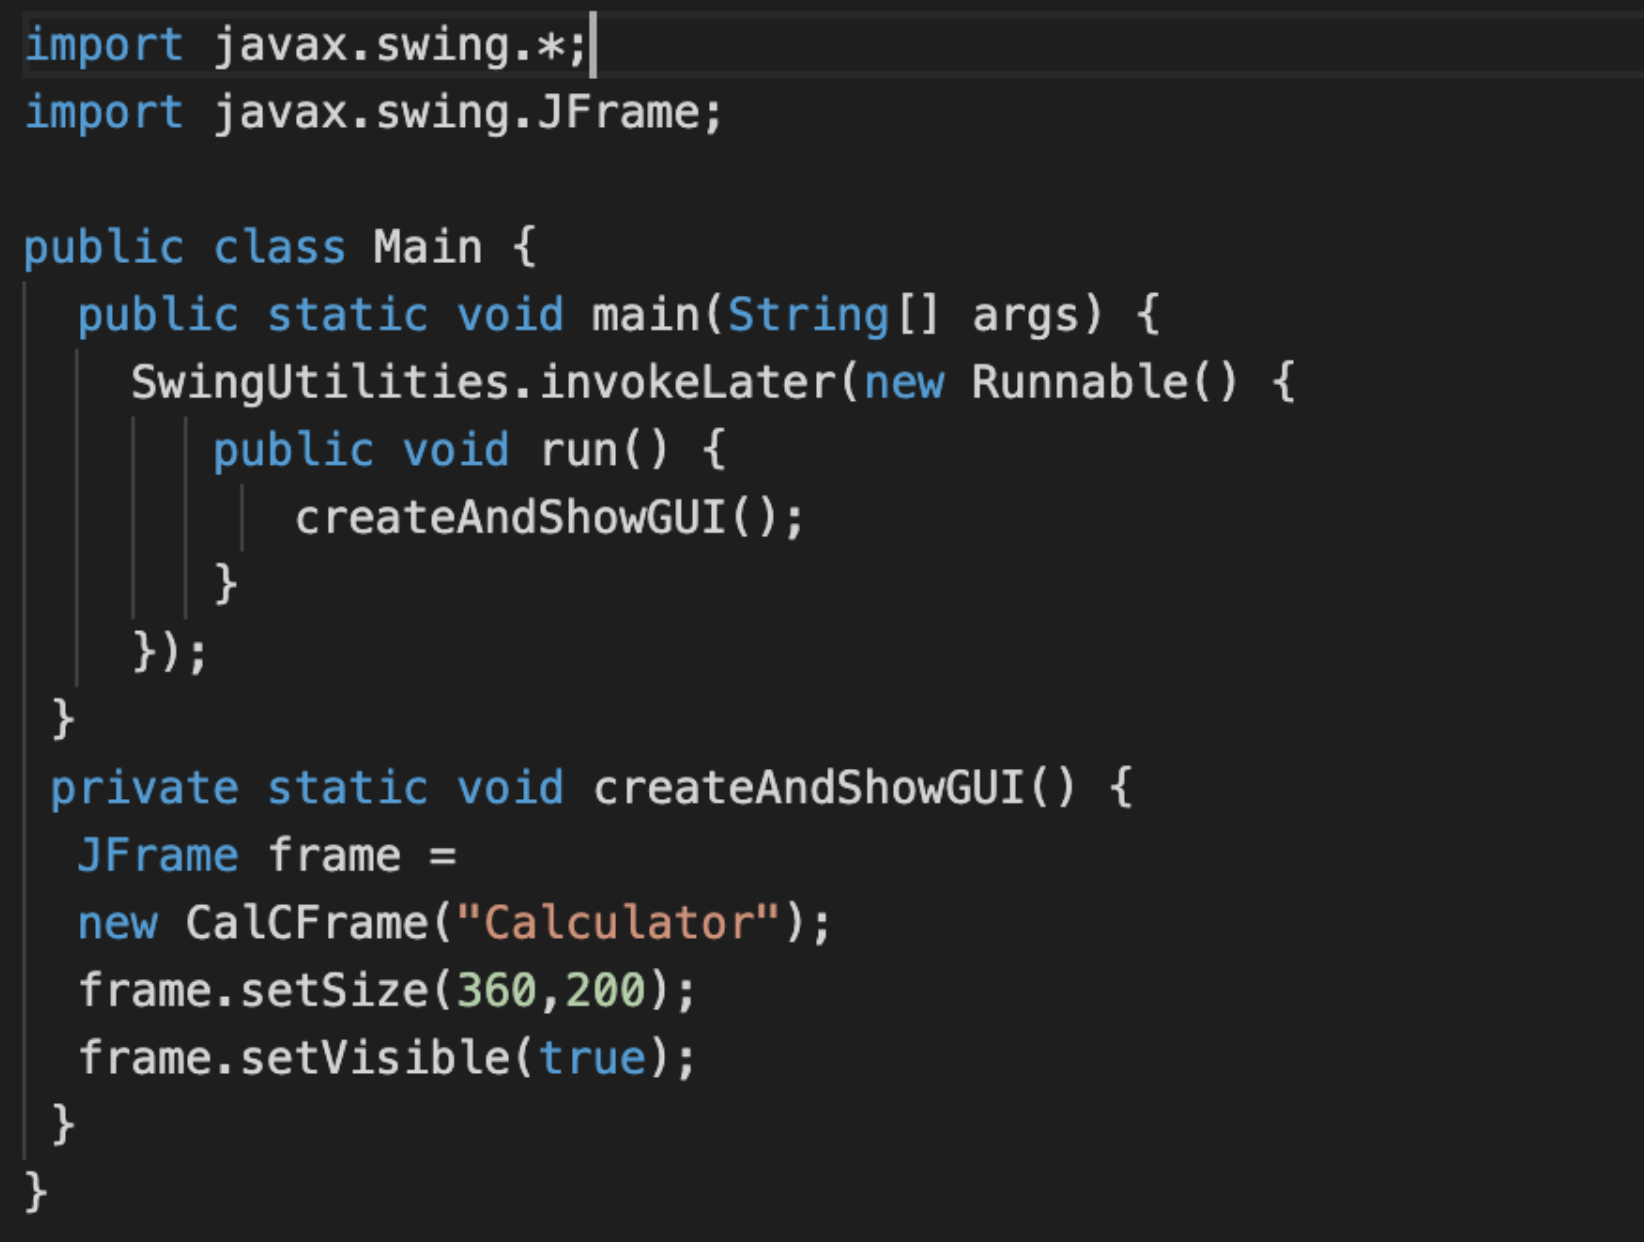 import javax.swing.*;
import javax.swing.JFrame;

public class Main {
  public static void main(String[] args) {
    SwingUtilities.invokeLater(new Runnable() {
       public void run() {
          createAndShowGUI();
       }
    });
 }
 private static void createAndShowGUI() {
  JFrame frame =
  new CalCFrame("Calculator");
  frame.setSize(360,200);
  frame.setVisible(true);
 }
}